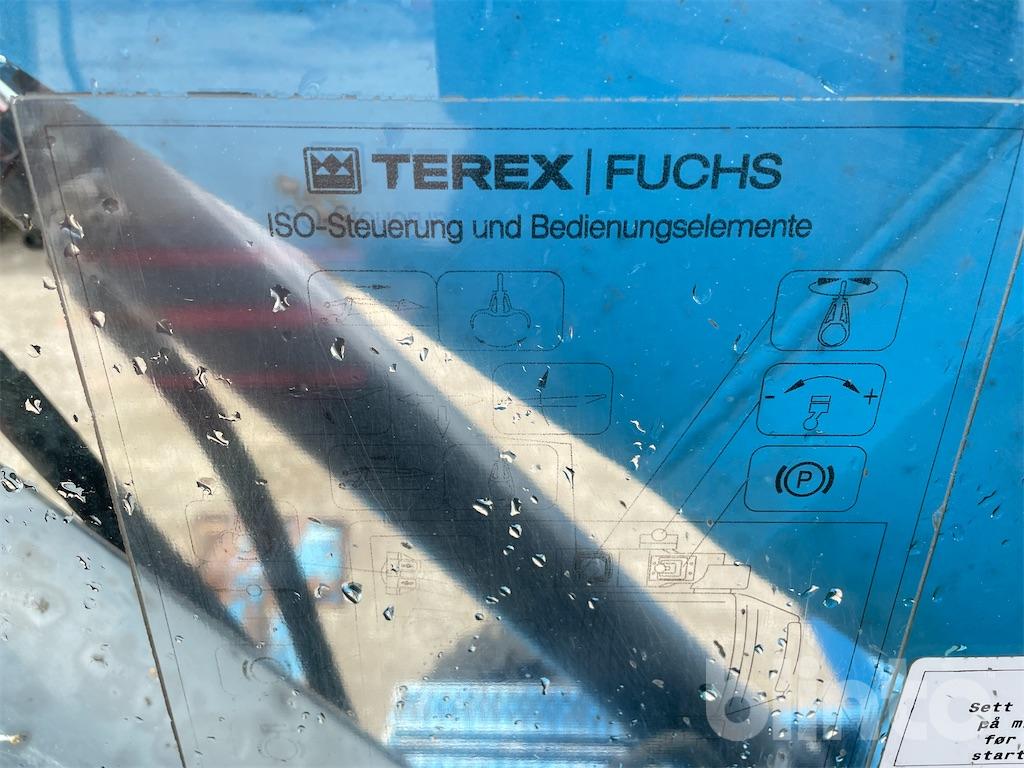 TEREX | FUCHS
ISO-Steuerung und Bedienungselemente
- +
(P)
Sett
på m
før
start